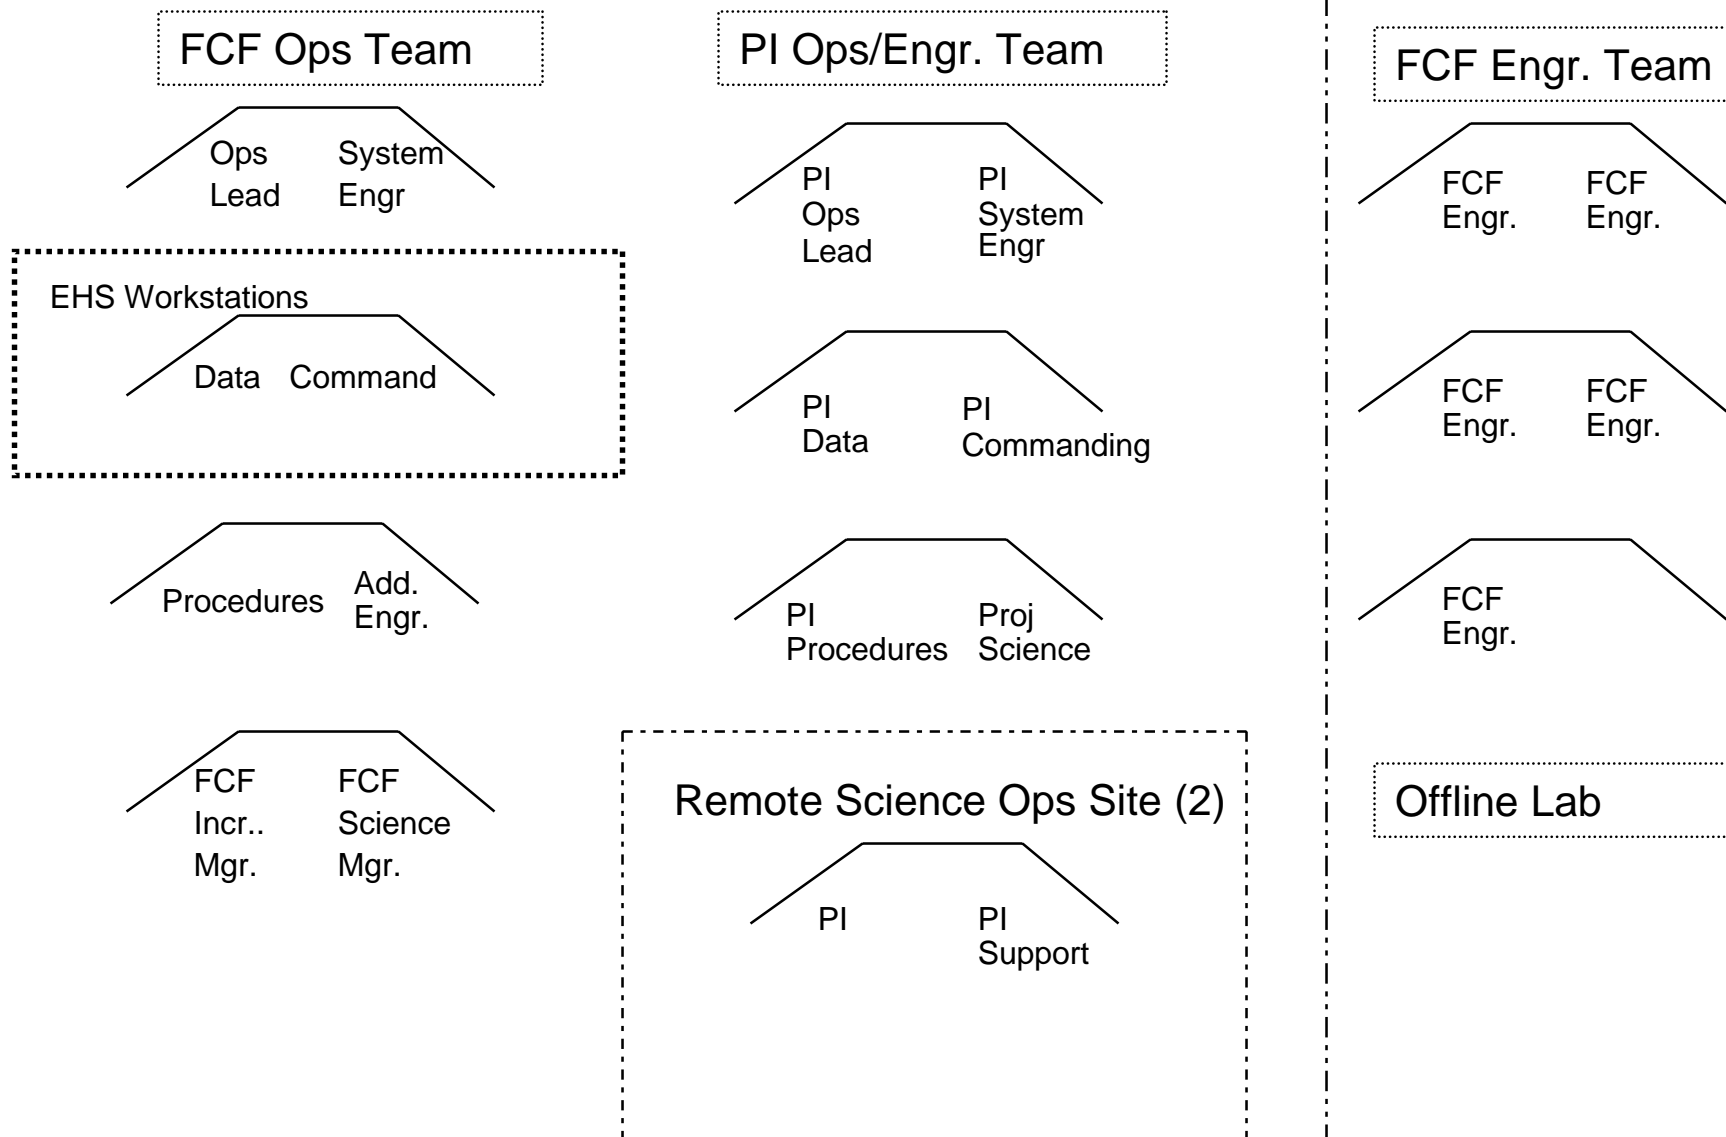 FCF Ops Team
Ops System
Lead Engr
EHS Workstations
Data Command
Procedures
Add.
Engr.
FCF FCF
Incr.. Science
Mgr. Mgr.
PI Ops/Engr. Team
PI PI
Ops System
Lead Engr
PI PI
Data Commanding
PI Proj
Procedures Science
Remote Science Ops Site (2)
PI PI
Support
FCF Engr. Team
FCF FCF
Engr. Engr.
FCF FCF
Engr. Engr.
FCF
Engr.
Offline Lab